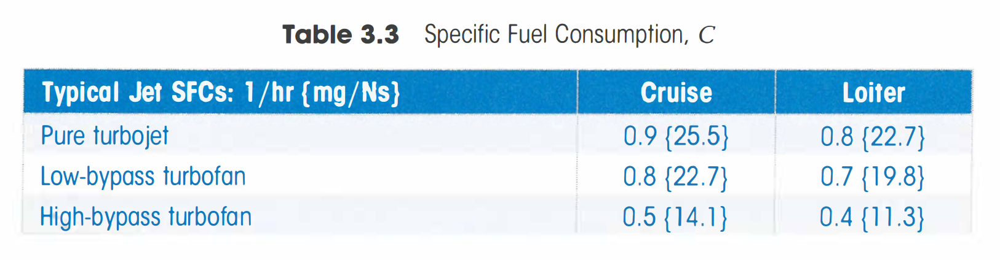 Table 3.3 Specific Fuel Consumption, C
Typical Jet SFCs: 1/hr {mg/Ns} Cruise Loiter
Pure turbojet 0.9 {25.5} 0.8 {22.7}
Low-bypass turbofan 0.8 {22.7} 0.7 {19.8}
High-bypass turbofan 0.5 {14.1} 0.4 {11.3}